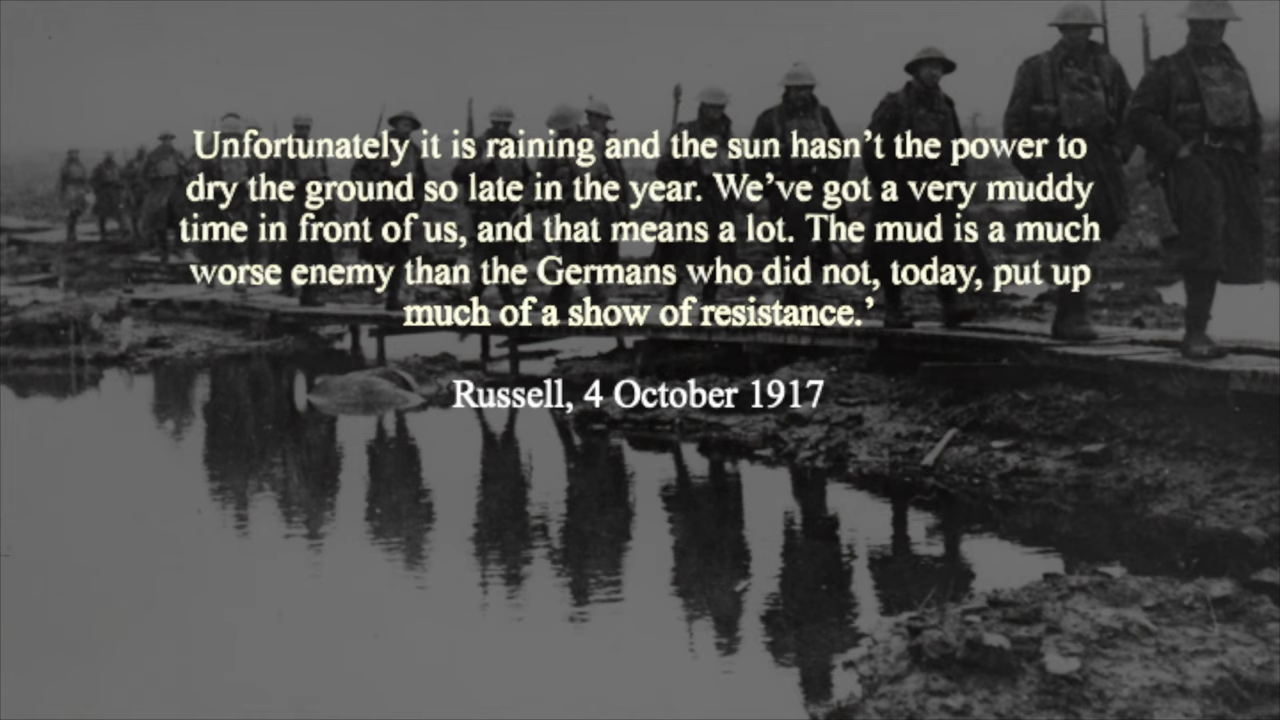 Unfortunately it is raining and the sun hasn’t the power to
dry the ground so late in the year. We’ve got a very muddy
time in front of us, and that means a lot. The mud is a much
worse enemy than the Germans who did not, today, put up
much of a show of resistance.’
Russell, 4 October 1917